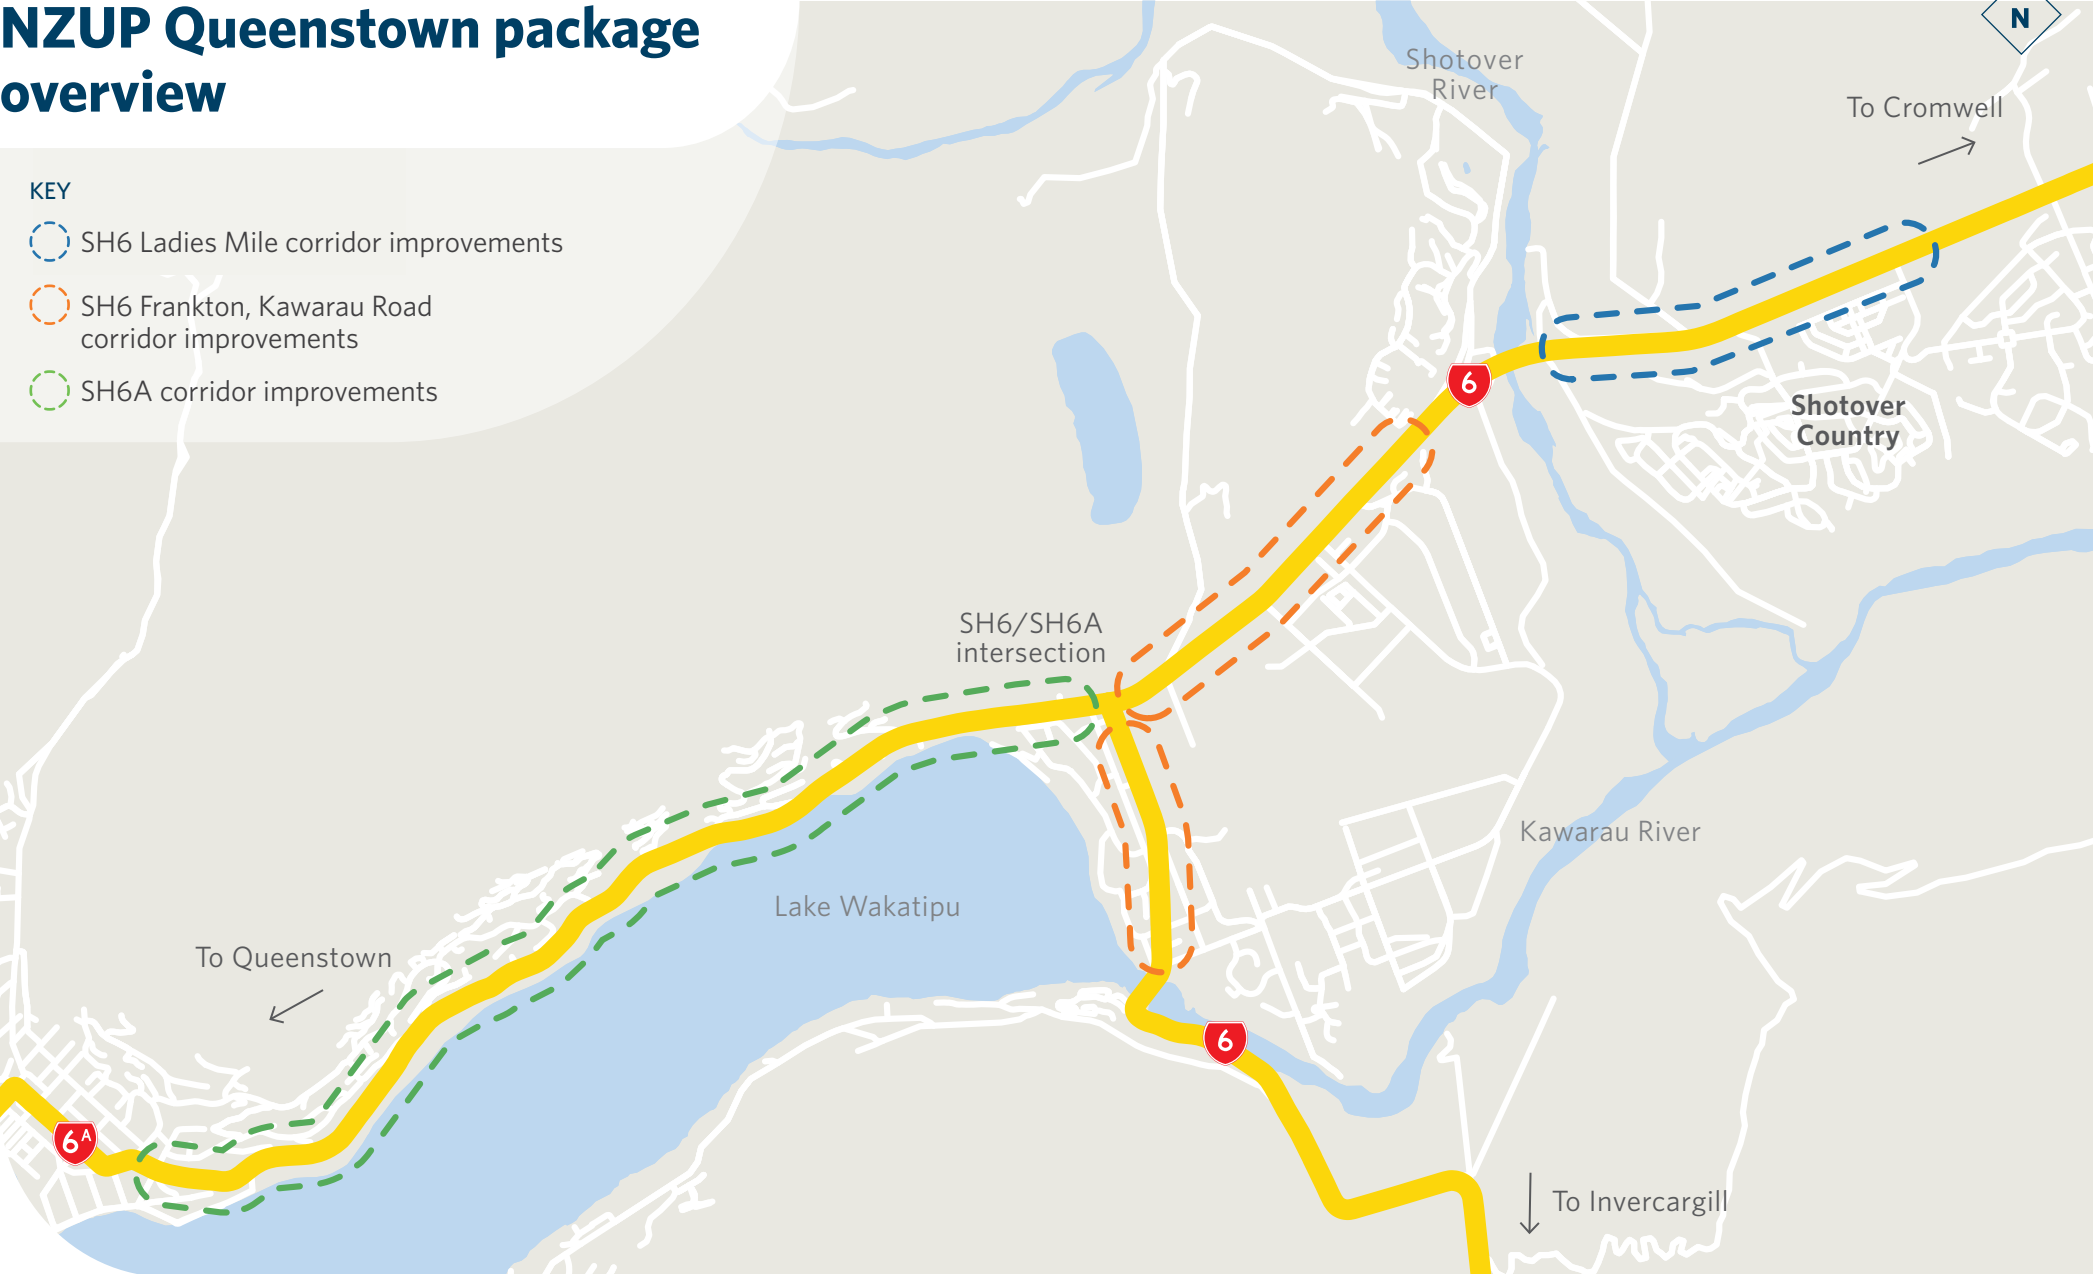 NZUP Queenstown package
overview
KEY
SH6 Ladies Mile corridor improvements
SH6 Frankton, Kawarau Road
corridor improvements
SH6A corridor improvements
N
Shotover
River
To Cromwell
6
Shotover
Country
SH6/SH6A
intersection
Kawarau River
Lake Wakatipu
To Queenstown
6
6A
To Invercargill